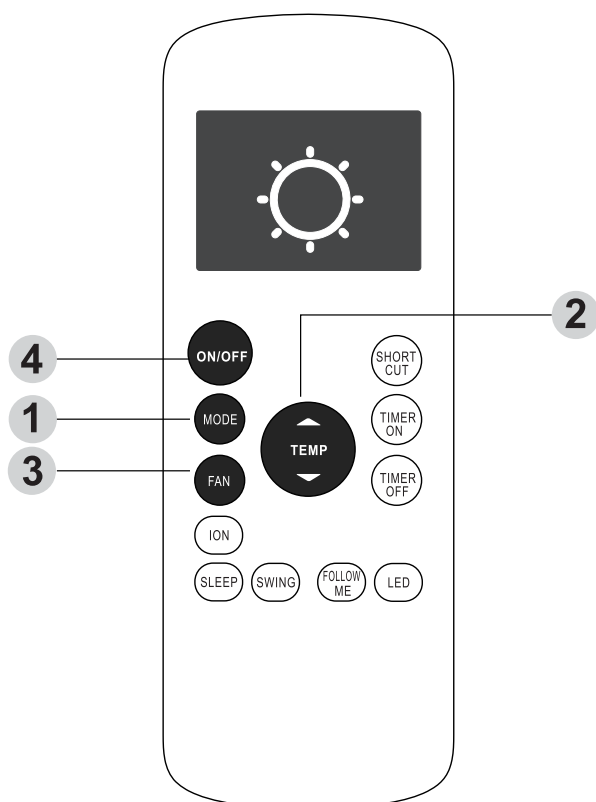 2
4
ON/OFF
SHORT
CUT
1
MODE
TEMP
TIMER
ON
3
FAN
TIMER
OFF
ION
SLEEP
SWING
FOLLOW
ME
LED